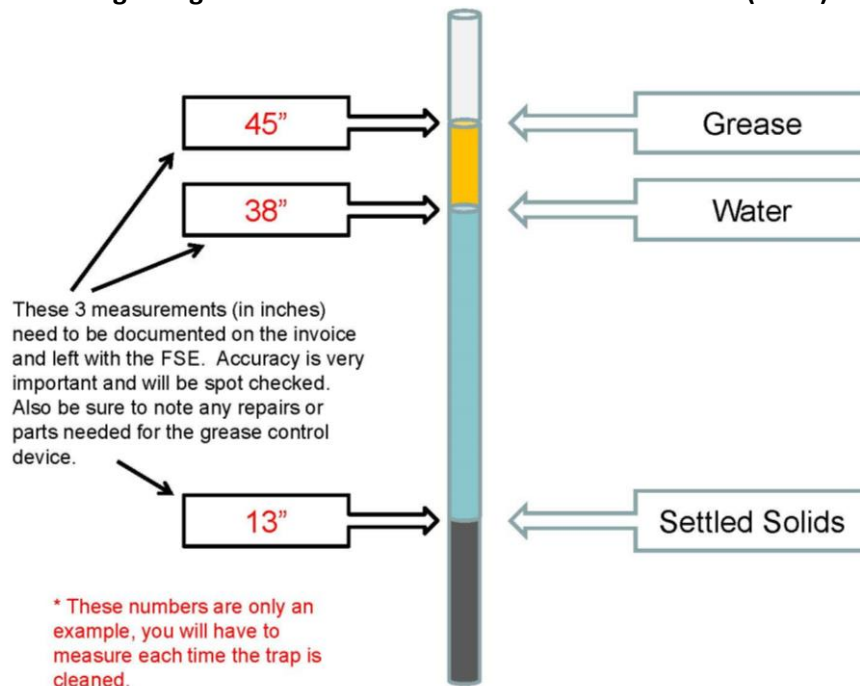 45”
Grease
38”
Water
These 3 measurements (in inches)
need to be documented on the invoice
and left with the FSE.  Accuracy is very
important and will be spot checked.
Also be sure to note any repairs or
parts needed for the grease control
device.
13”
Settled Solids
* These numbers are only an
example, you will have to
measure each time the trap is
cleaned.